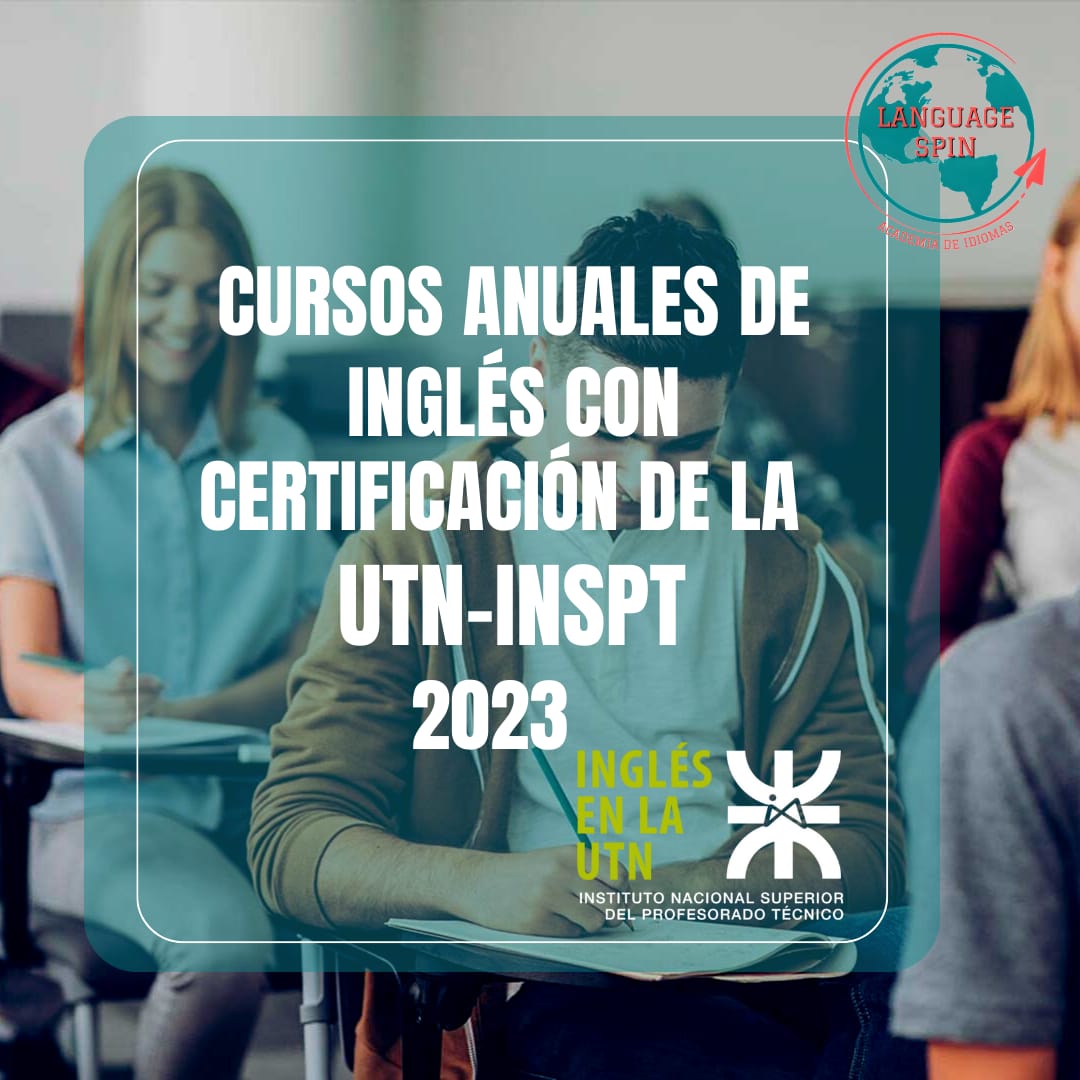 LANGUAGE
SPIN
ACADEMIA DE IDIOMAS
CURSOS ANUALES DE
INGLÉS CON
CERTIFICACIÓN DE LA
UTN-INSPT
2023
INGLÉS
EN LA
UTN
INSTITUTO NACIONAL SUPERIOR
DEL PROFESORADO TÉCNICO